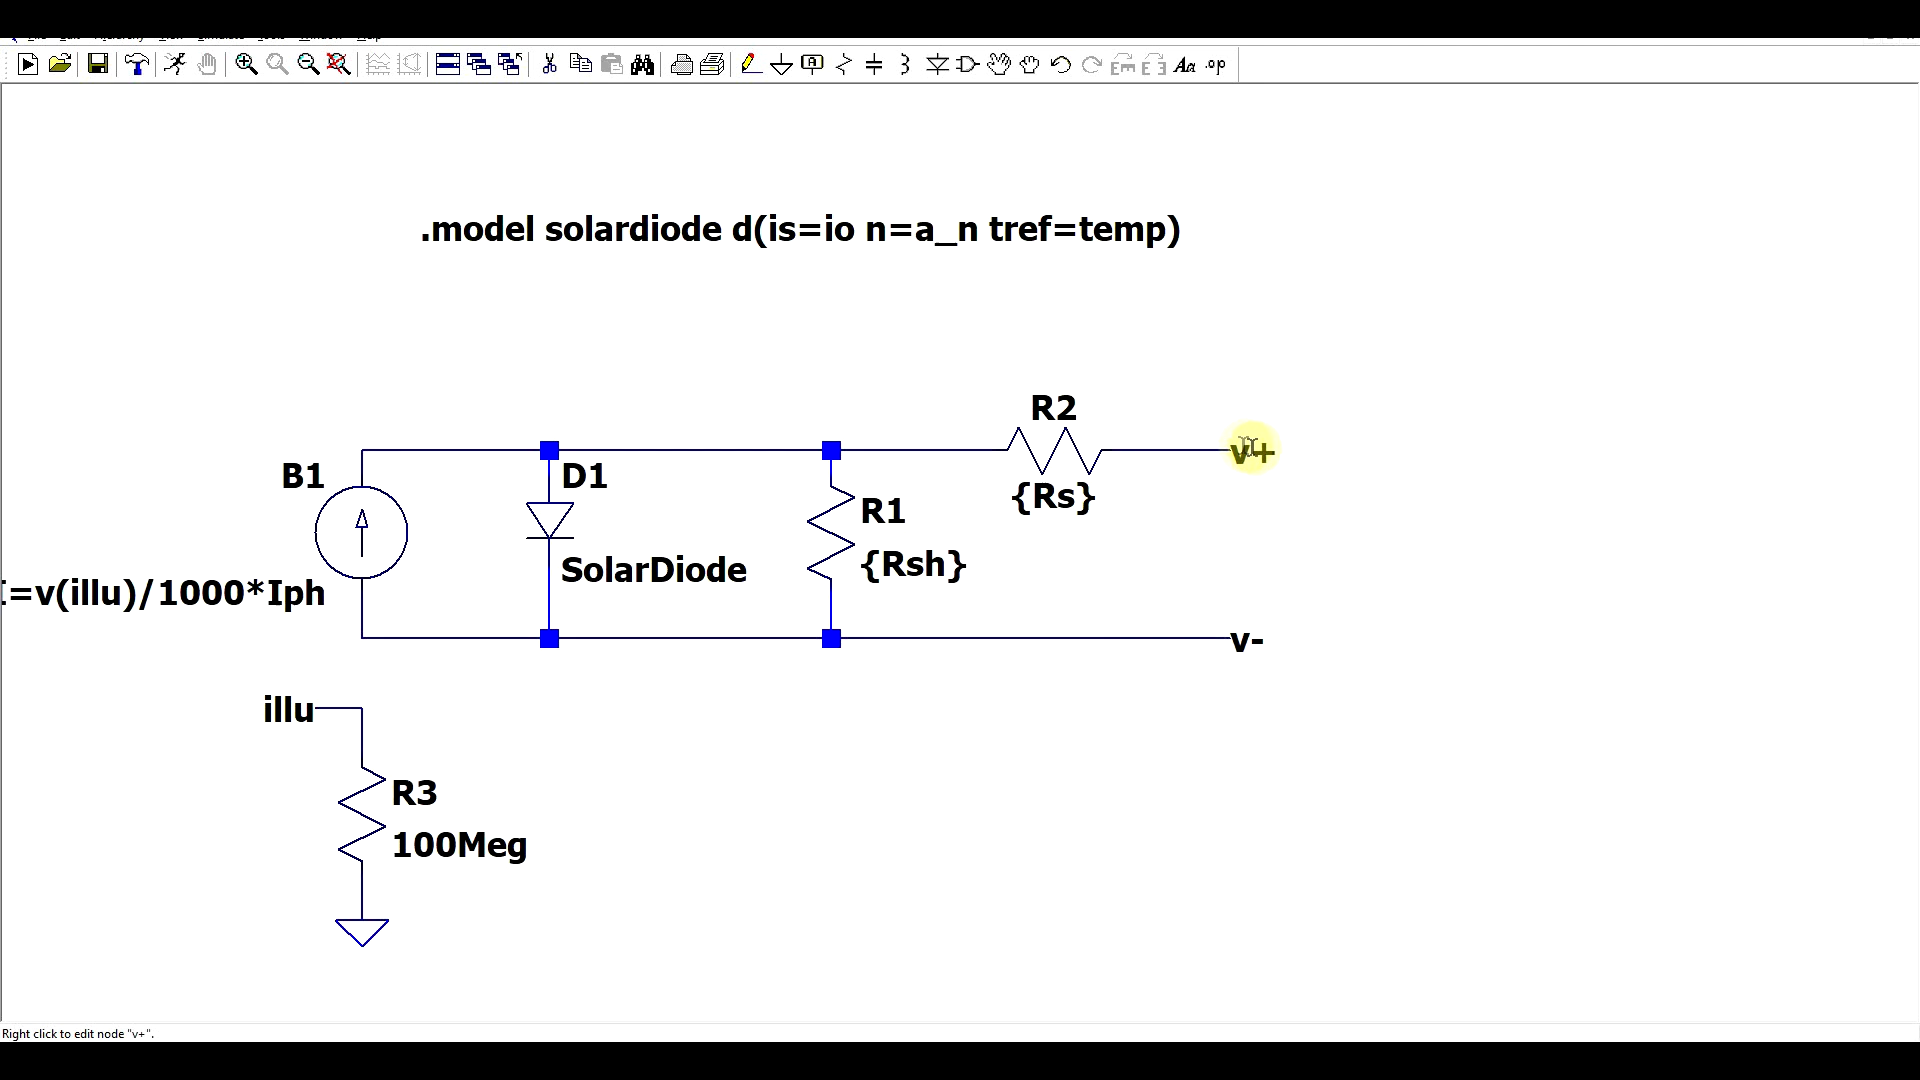 .model solardiode d(is=io n=a_n tref=temp)
R2
v+
{Rs}
B1
D1
R1
{Rsh}
SolarDiode
I=v(illu)/1000*Iph
v-
illu
R3
100Meg
Right click to edit node "v+".